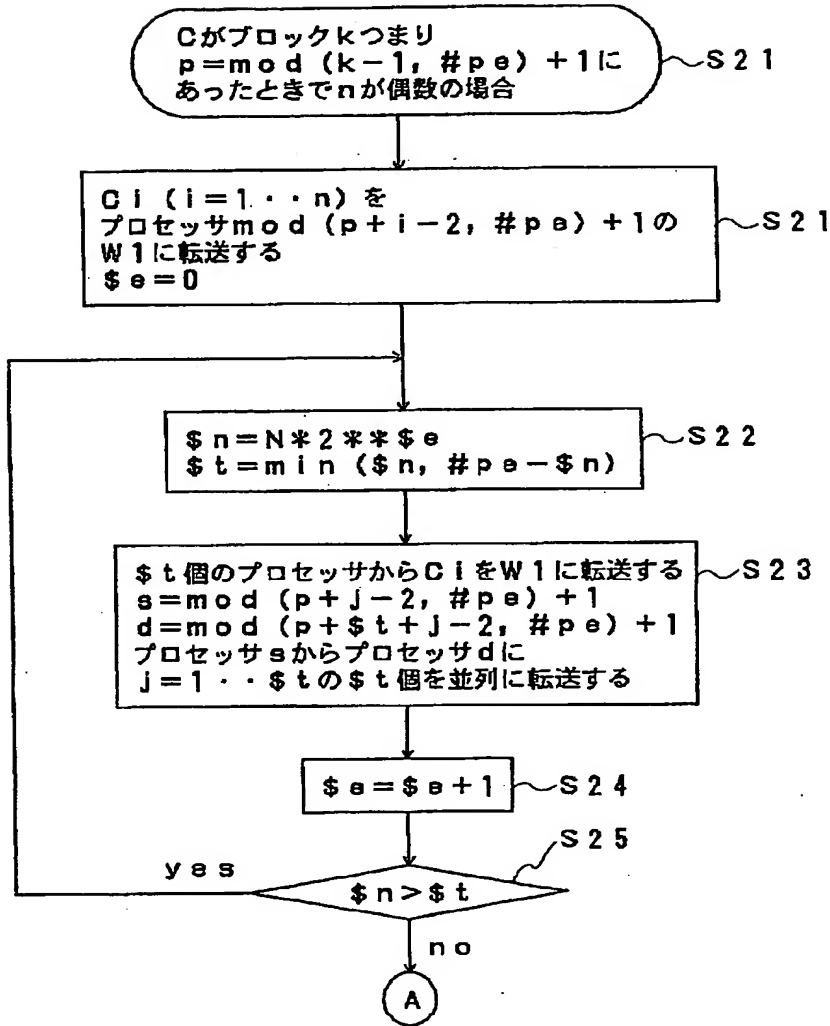 Cがブロックkつまり
p=mod(k-1,#pe)+1に
あったときでnが偶数の場合
S21
Ci(i=1・・n)を
プロセッサmod(p+i-2,#pe)+1の
W1に転送する
$e=0
S21
$n=N*2**$e
$t=min($n,#pe-$n)
S22
$t個のプロセッサからCiをW1に転送する
s=mod(p+j-2,#pe)+1
d=mod(p+$t+j-2,#pe)+1
プロセッサsからプロセッサdに
j=1・・$tの$t個を並列に転送する
S23
$e=$e+1
S24
S25
yes
$n>$t
no
A